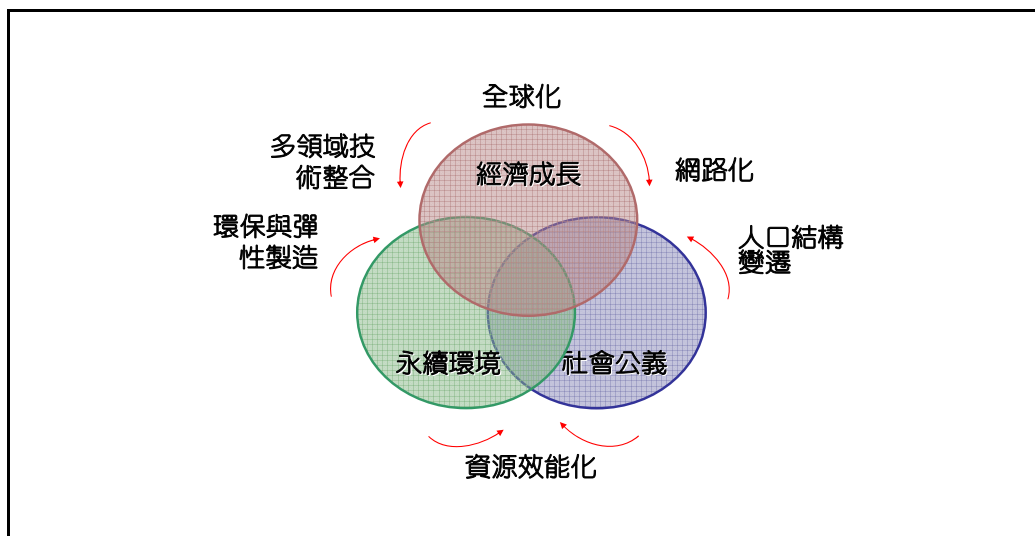 全球化
多領域技
術整合
經濟成長
網路化
環保與彈
性製造
人口結構
變遷
永續環境
社會公義
資源效能化